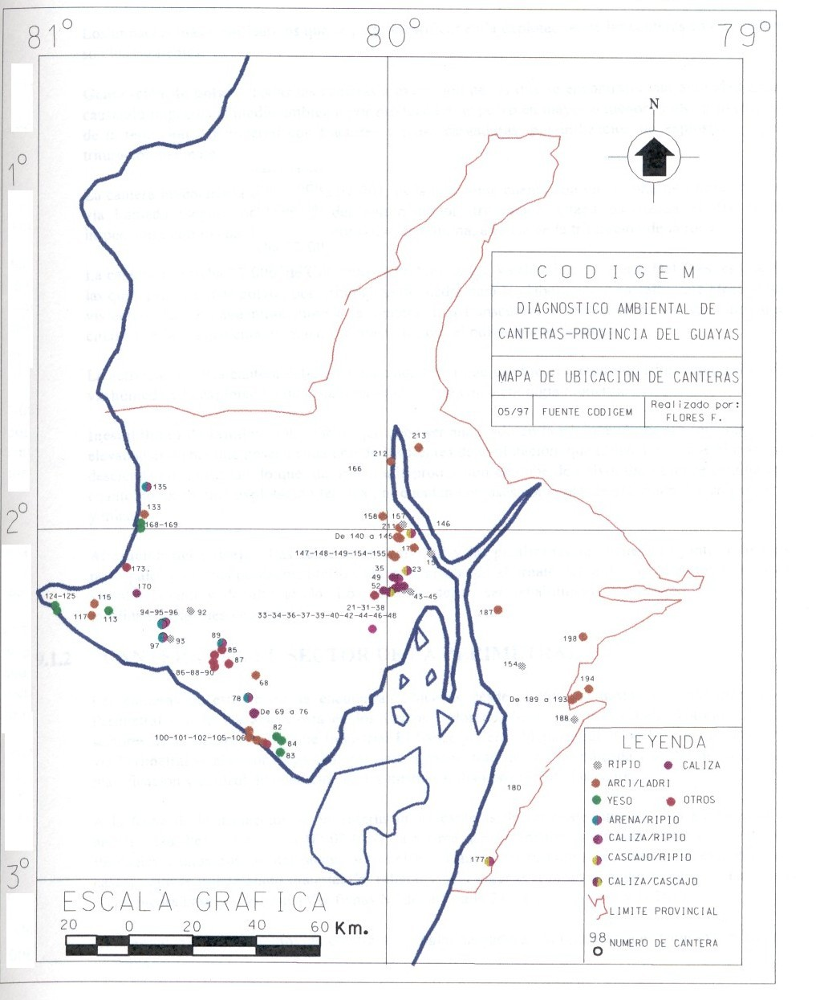 81° 80° 79°
N
1°
CODIGEM
DIAGNOSTICO AMBIENTAL DE
CANTERAS-PROVINCIA DEL GUAYAS
MAPA DE UBICACION DE CANTERAS
05/97 FUENTE CODIGEM Realizado por:
FLORES F.
213
212
166
135
133
2°
168-169
158 157
211
146
De 140 a 145
17
147-148-149-154-155
15
173.
35
23
49
170
52
43-45
124-125
115
117
113
94-95-96
92
21-31-38
33-34-36-37-39-40-42-44-46-48
187
97
93
89
85
87
86-88-90
198
154
68
194
78
De 189 a 193
De 69 a 76
188
82
100-101-102-105-106
84
83
180
177
LEYENDA
RIPIO CALIZA
ARCI/LADRI
YESO OTROS
ARENA/RIPIO
CALIZA/RIPIO
CASCAJO/RIPIO
CALIZA/CASCAJO
LIMITE PROVINCIAL
98 NUMERO DE CANTERA
3°
ESCALA GRAFICA
20 0 20 40 60 Km.